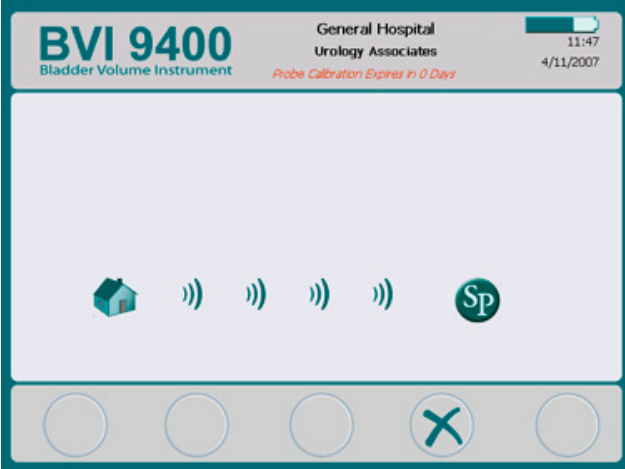 BVI 9400
Bladder Volume Instrument
General Hospital
Urology Associates
Probe Calibration Expires in 0 Days
11:47
4/11/2007
SP